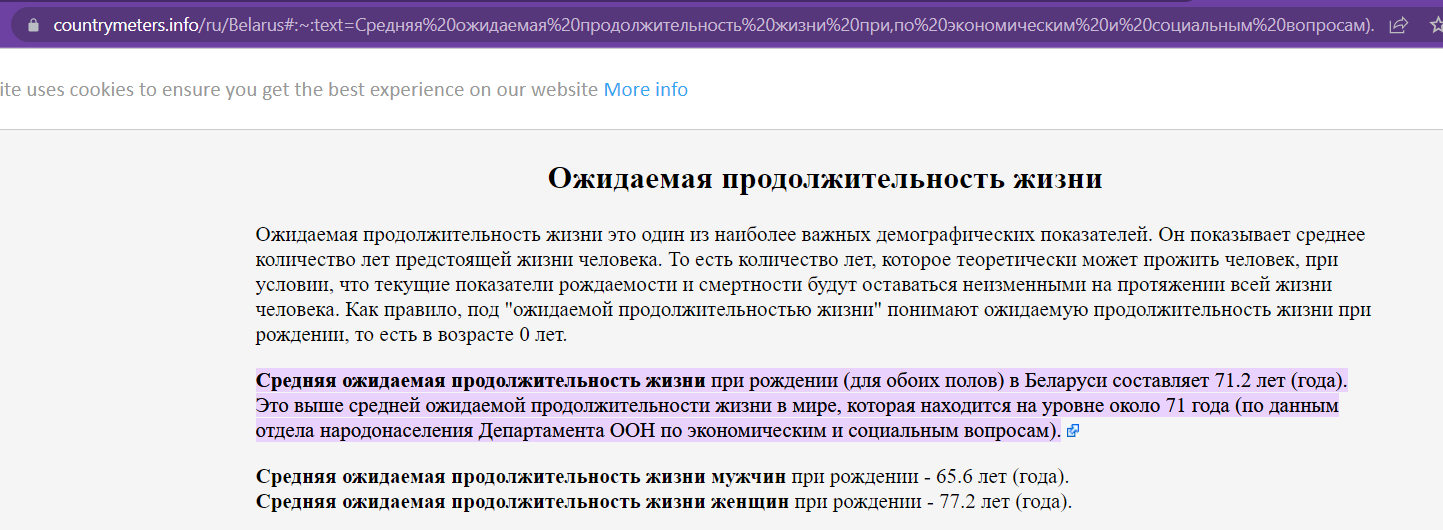 countrymeters.info/ru/Belarus#:~:text=Средняя%20ожидаемая%20продолжительность%20жизни%20при,по%20экономическим%20и%20социальным%20вопросам).
ite uses cookies to ensure you get the best experience on our website More info
Ожидаемая продолжительность жизни
Ожидаемая продолжительность жизни это один из наиболее важных демографических показателей. Он показывает среднее
количество лет предстоящей жизни человека. То есть количество лет, которое теоретически может прожить человек, при
условии, что текущие показатели рождаемости и смертности будут оставаться неизменными на протяжении всей жизни
человека. Как правило, под "ожидаемой продолжительностью жизни" понимают ожидаемую продолжительность жизни при
рождении, то есть в возрасте 0 лет.
Средняя ожидаемая продолжительность жизни при рождении (для обоих полов) в Беларуси составляет 71.2 лет (года).
Это выше средней ожидаемой продолжительности жизни в мире, которая находится на уровне около 71 года (по данным
отдела народонаселения Департамента ООН по экономическим и социальным вопросам).
Средняя ожидаемая продолжительность жизни мужчин при рождении - 65.6 лет (года).
Средняя ожидаемая продолжительность жизни женщин при рождении - 77.2 лет (года).